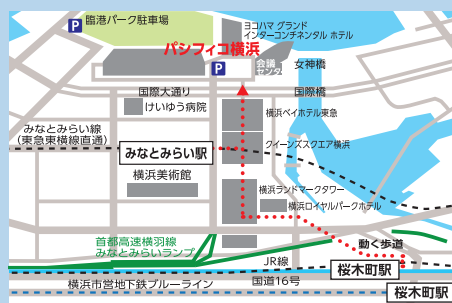 P 臨港パーク駐車場
ヨコハマ グランド
インターコンチネンタル ホテル
パシフィコ横浜
P
会議
センター
女神橋
国際大通り
国際橋
けいゆう病院
横浜ベイホテル東急
みなとみらい線
(東急東横線直通)
みなとみらい駅
クイーンズスクエア横浜
横浜美術館
横浜ランドマークタワー
横浜ロイヤルパークホテル
首都高速横羽線
みなとみらいランプ
動く歩道
JR線
桜木町駅
横浜市営地下鉄ブルーライン
国道16号
桜木町駅